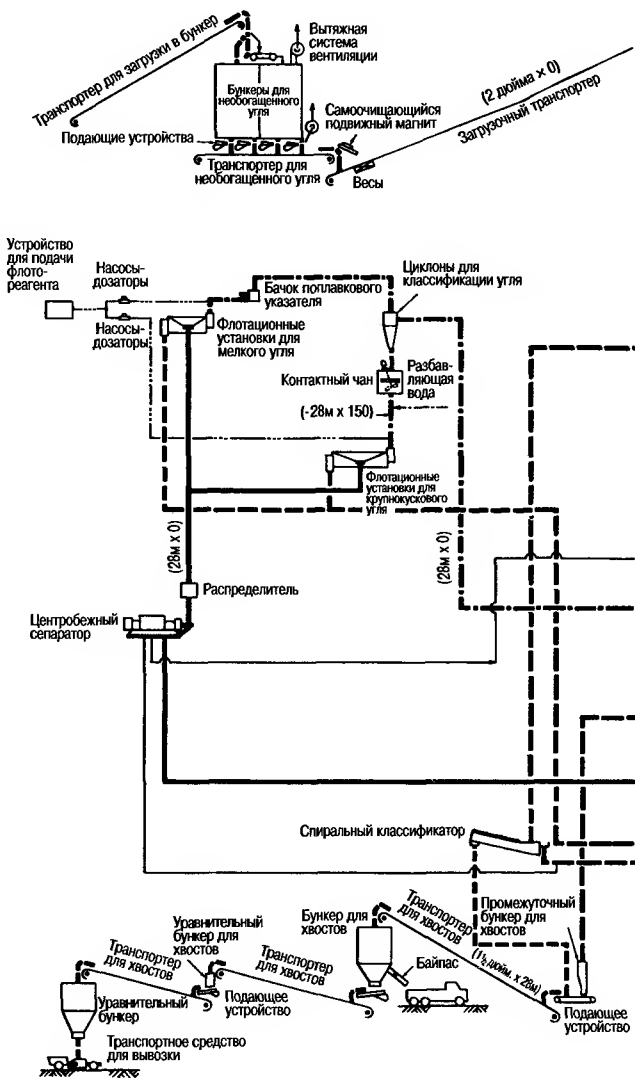 Транспортер для загрузки в бункер
Вытяжная
система
вентиляции
Бункеры для
необогащенного
угля
Самоочищающийся
подвижный магнит
(2 дюйма x 0)
Загрузочный транспортер
Подающие устройства
Транспортер для
необогащенного угля
Весы
Устройство
для подачи
флото-
реагента
Насосы-
дозаторы
Насосы-
дозаторы
Бачок поплавкового
указателя
Флотационные
установки для
мелкого угля
Циклоны для
классификации угля
Контактный чан
Разбав-
ляющая
вода
(-28м x 150)
Флотационные
установки для
крупнокускового
угля
(28м x 0)
(28м x 0)
Распределитель
Центробежный
сепаратор
Спиральный классификатор
Промежуточный
бункер для
хвостов
Уравнительный
бункер для
хвостов
Бункер для
хвостов
Транспортер
для хвостов
(1½ дюйм. x 28м)
Транспортер
для хвостов
Транспортер
для хвостов
Байпас
Уравнительный
бункер
Подающее
устройство
Подающее
устройство
Транспортное средство
для вывозки